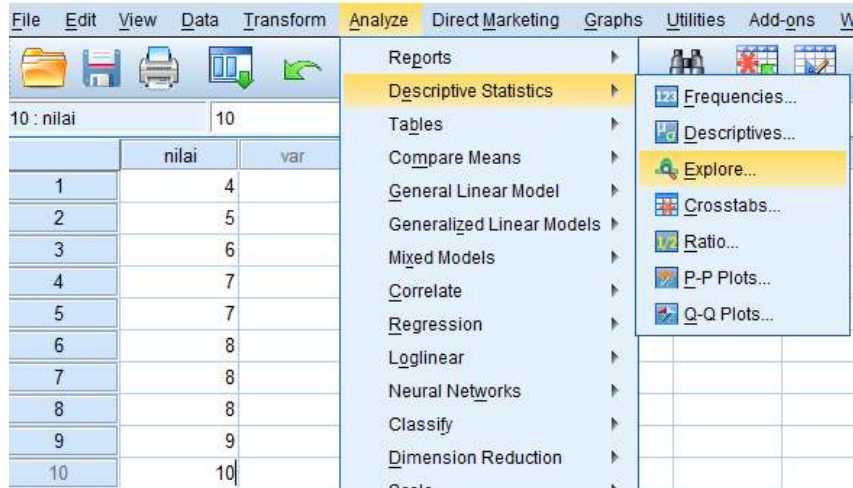 File Edit View Data Transform Analyze Direct Marketing Graphs Utilities Add-ons W
10 : nilai 10
nilai var
1 4
2 5
3 6
4 7
5 7
6 8
7 8
8 8
9 9
10 10
Reports
Descriptive Statistics
Tables
Compare Means
General Linear Model
Generalized Linear Models
Mixed Models
Correlate
Regression
Loglinear
Neural Networks
Classify
Dimension Reduction
123 Frequencies...
Descriptives...
Explore...
Crosstabs...
1/2 Ratio...
P-P Plots...
Q-Q Plots...